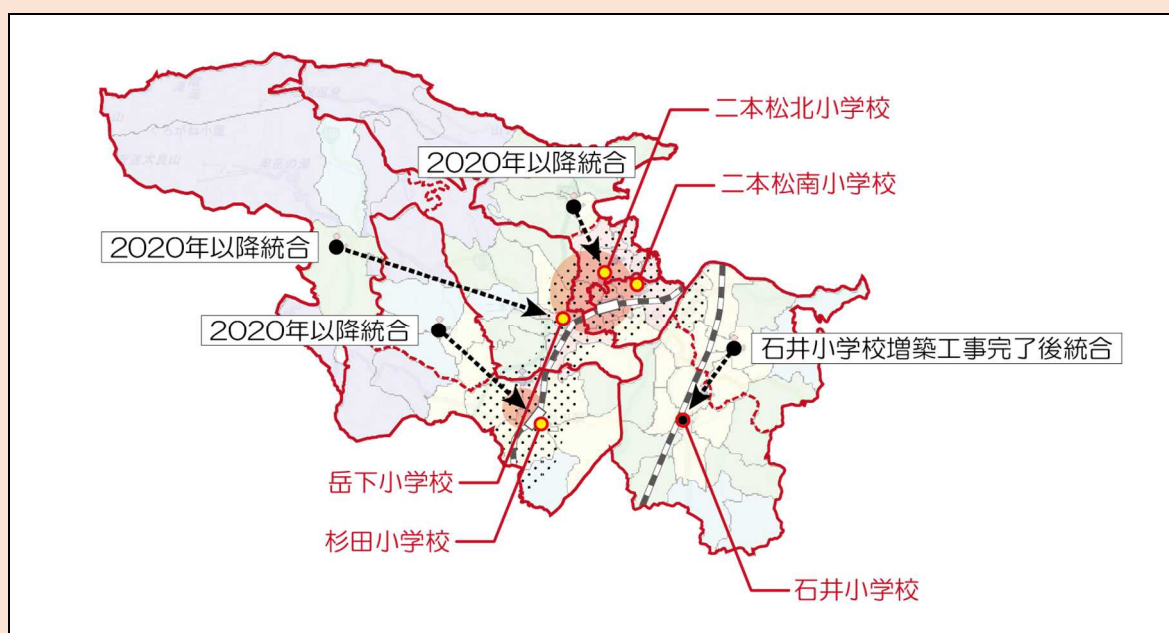 二本松北小学校
2020年以降統合
二本松南小学校
2020年以降統合
2020年以降統合
石井小学校増築工事完了後統合
岳下小学校
杉田小学校
石井小学校